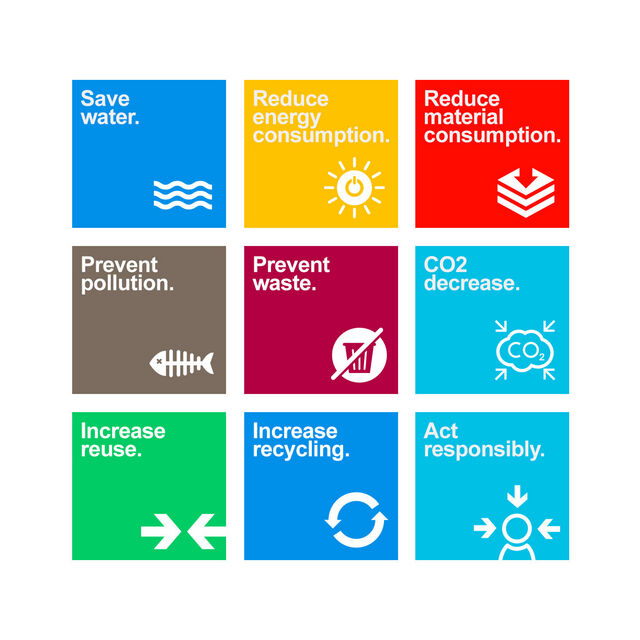 Save
water.
Reduce
energy
consumption.
Reduce
material
consumption.
Prevent
pollution.
Prevent
waste.
CO2
decrease.
CO2
Increase
reuse.
Increase
recycling.
Act
responsibly.